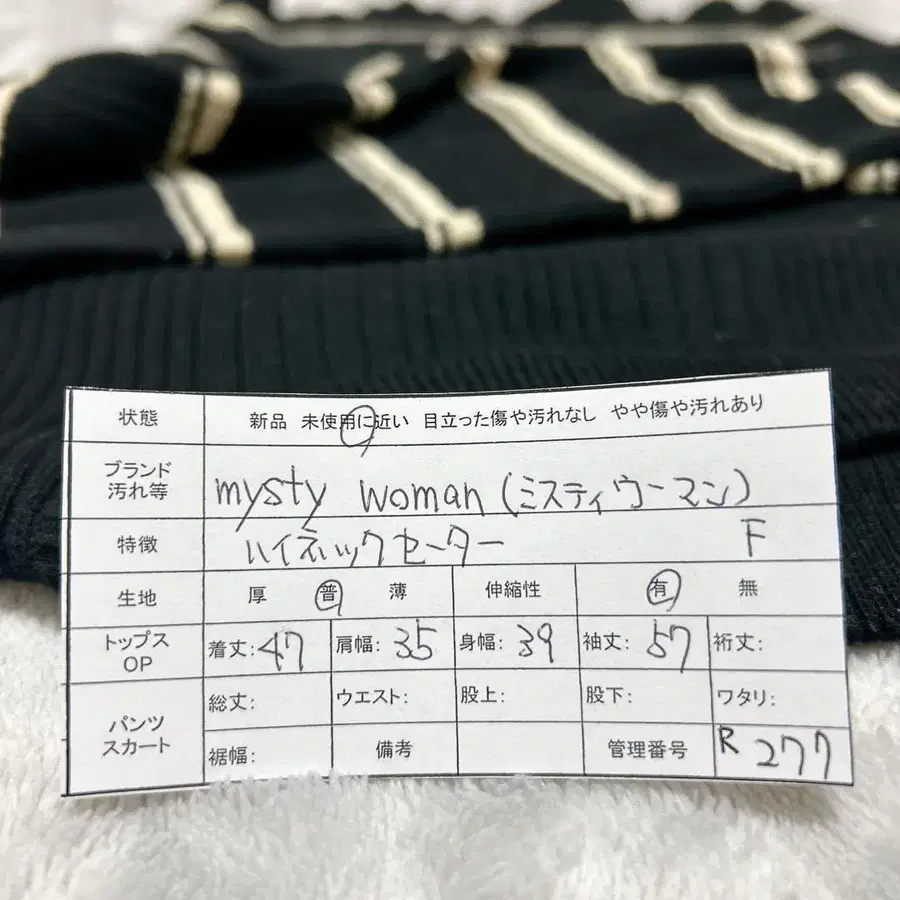 状態 新品 未使用に近い 目立った傷や汚れなし やや傷や汚れあり
ブランド
汚れ等 mysty woman (ミスティウーマン)
特徴 ハイネックセーター F
生地 厚 普 薄 伸縮性 有 無
トップス
OP 着丈:47 肩幅:35 身幅:39 袖丈:57 裄丈:
パンツ
スカート 総丈: ウエスト: 股上: 股下: ワタリ:
裾幅: 備考 管理番号 R 277